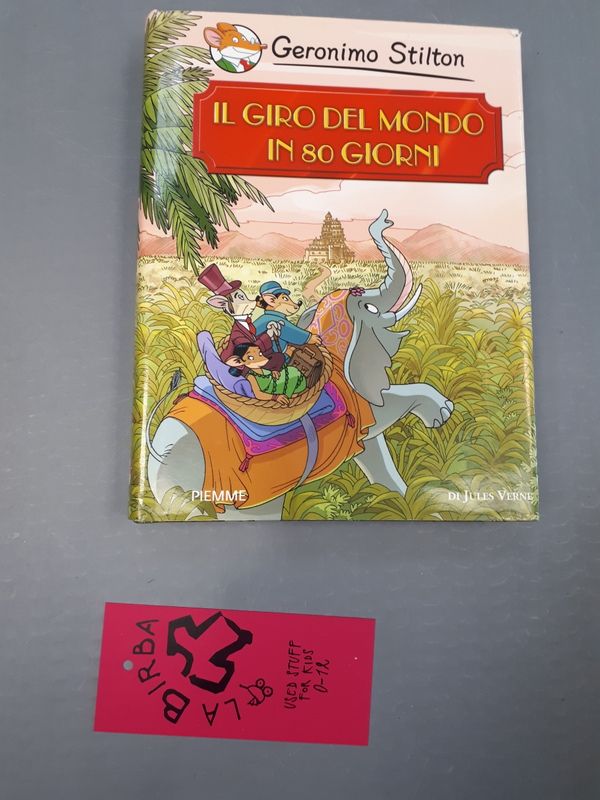 Geronimo Stilton
IL GIRO DEL MONDO
IN 80 GIORNI
PIEMME
DI JULES VERNE
LA BIRBA
USED STUFF
FOR KIDS
0-12